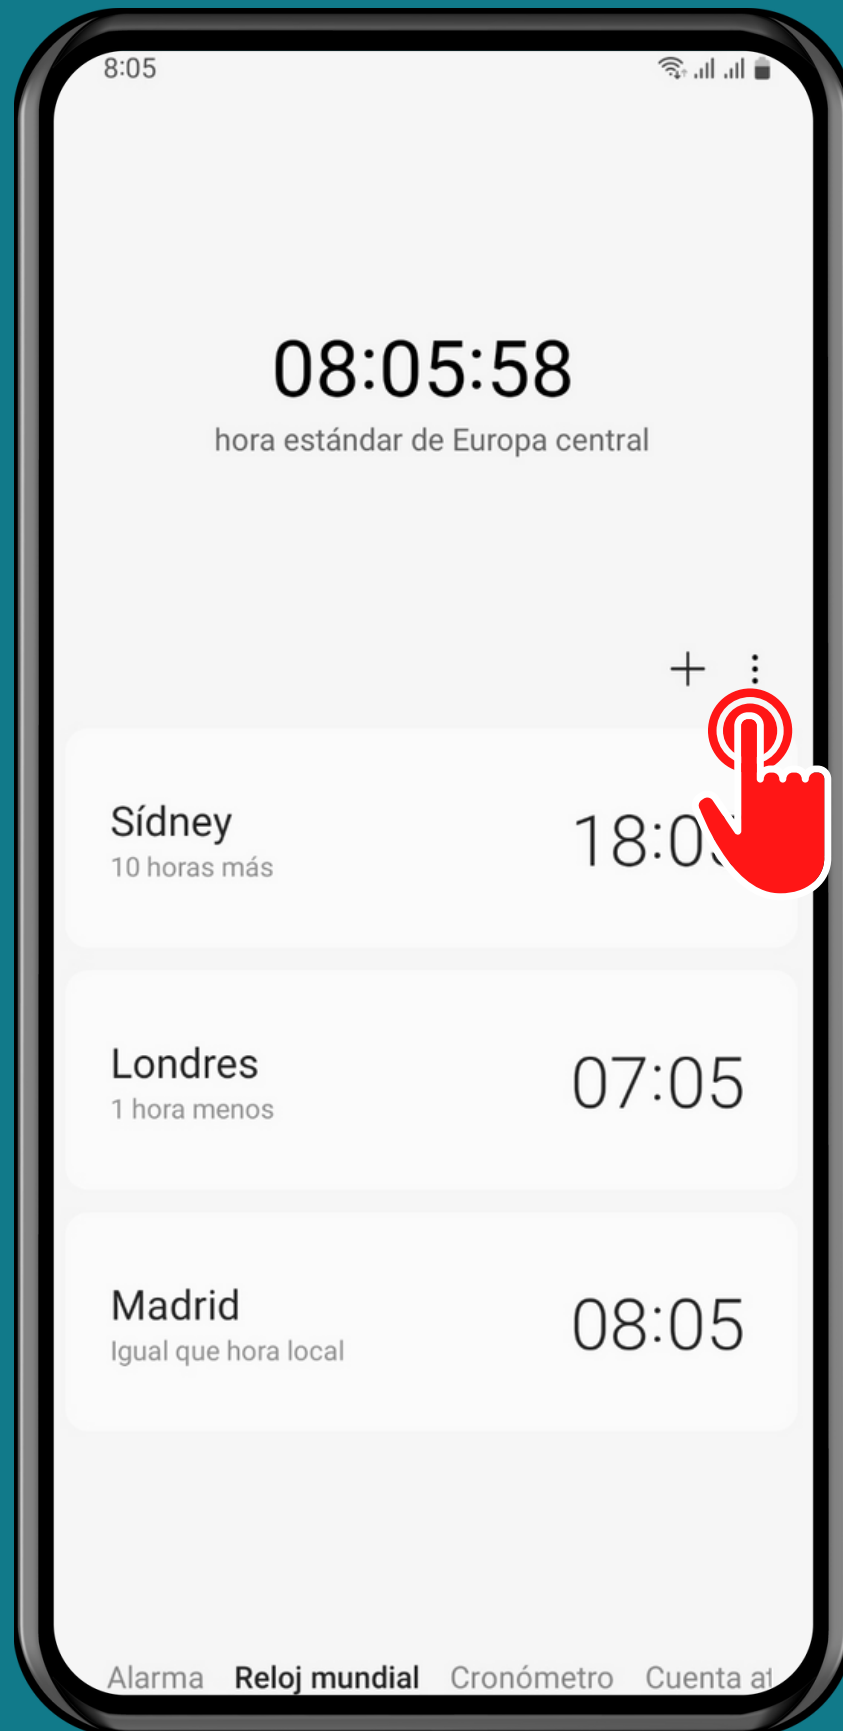 8:05
08:05:58
hora estándar de Europa central
Sídney
10 horas más
Londres
07:05
1 hora menos
Madrid
08:05
Igual que hora local
Alarma Reloj mundial Cronómetro Cuenta